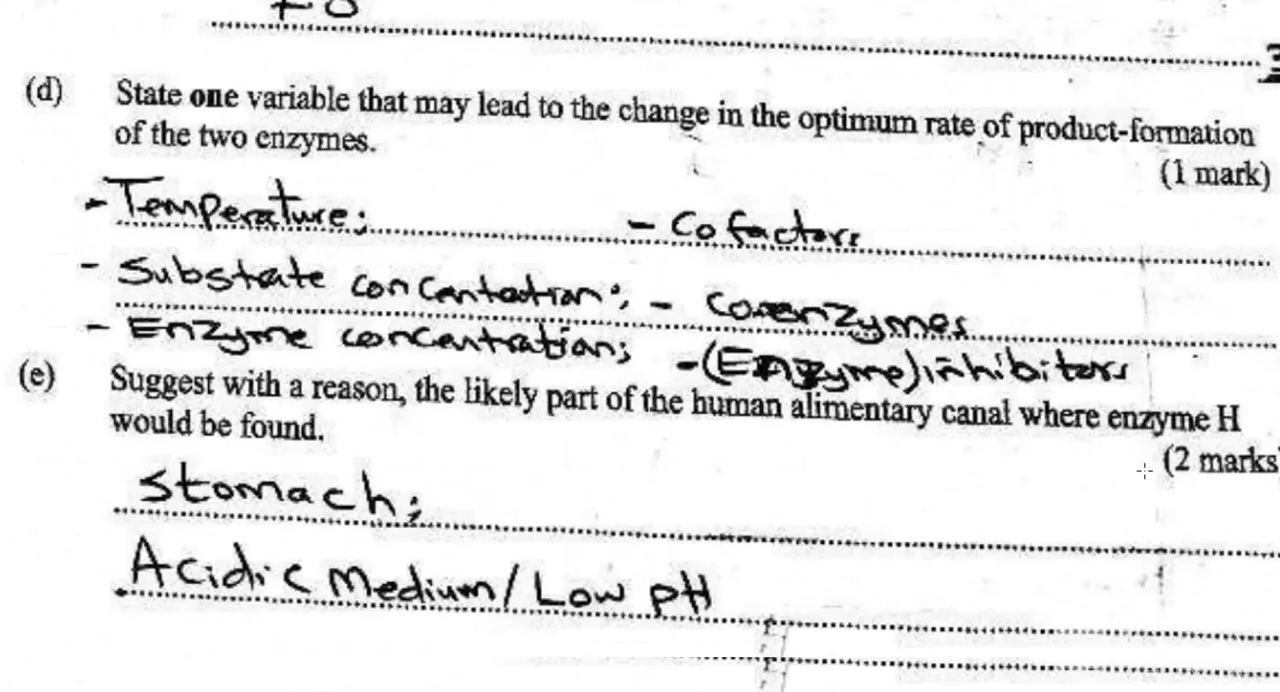 (d) State one variable that may lead to the change in the optimum rate of product-formation
of the two enzymes.
(1 mark)
- Temperature; - Cofactors
- Substrate concentration; - Coenzymes
- Enzyme concentration; - (Enzyme) inhibitors
(e) Suggest with a reason, the likely part of the human alimentary canal where enzyme H
would be found.
(2 marks
Stomach;
Acidic Medium/Low pH